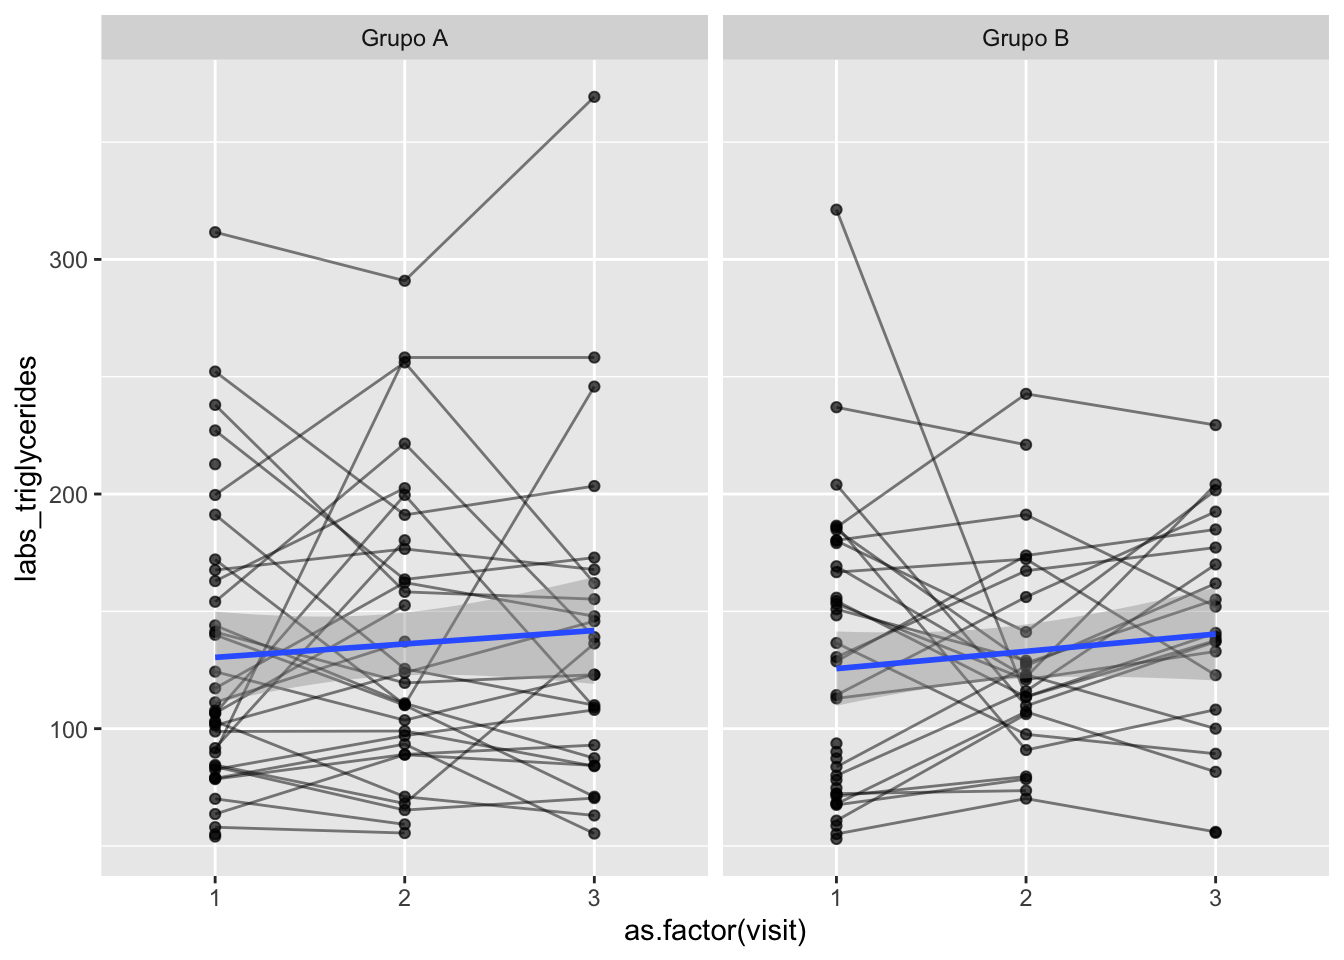 Grupo A
Grupo B
labs_triglycerides
300
200
100
1
2
3
1
2
3
as.factor(visit)